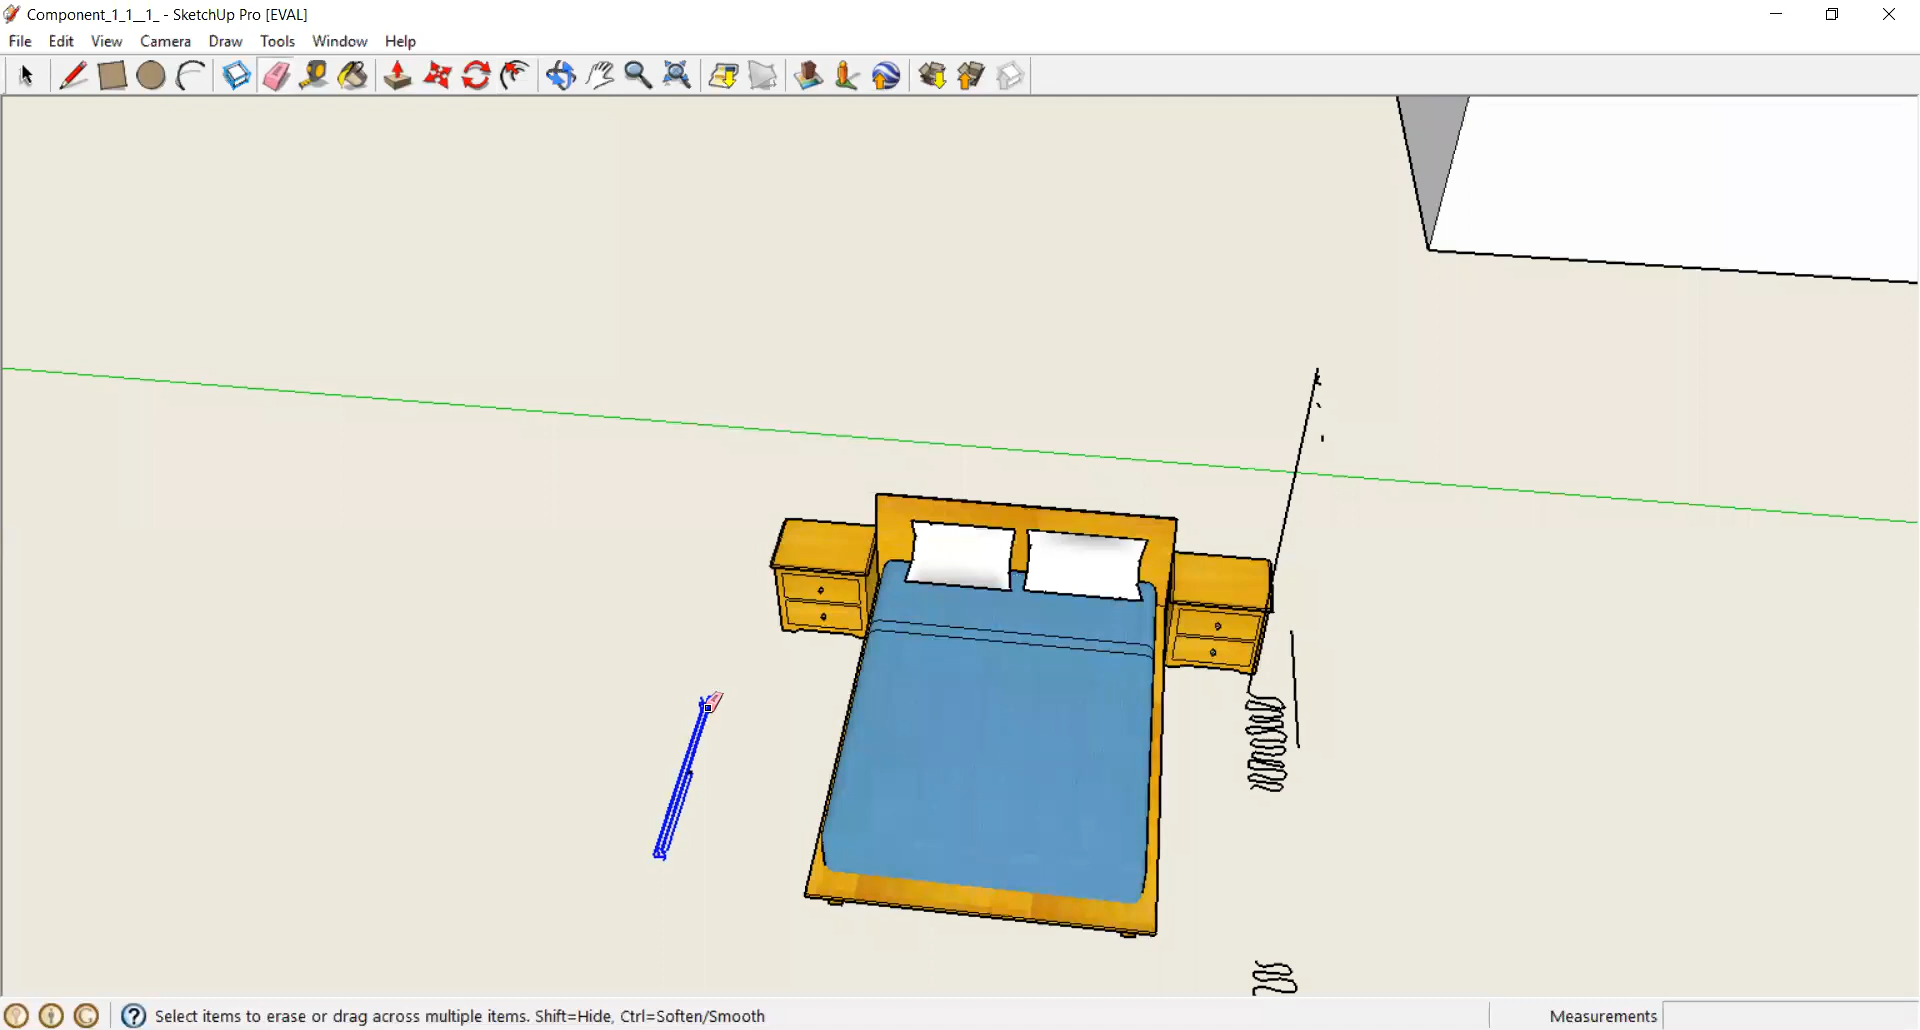 Component_1_1__1_ - SketchUp Pro [EVAL]
File Edit View Camera Draw Tools Window Help
Select items to erase or drag across multiple items. Shift=Hide, Ctrl=Soften/Smooth
Measurements